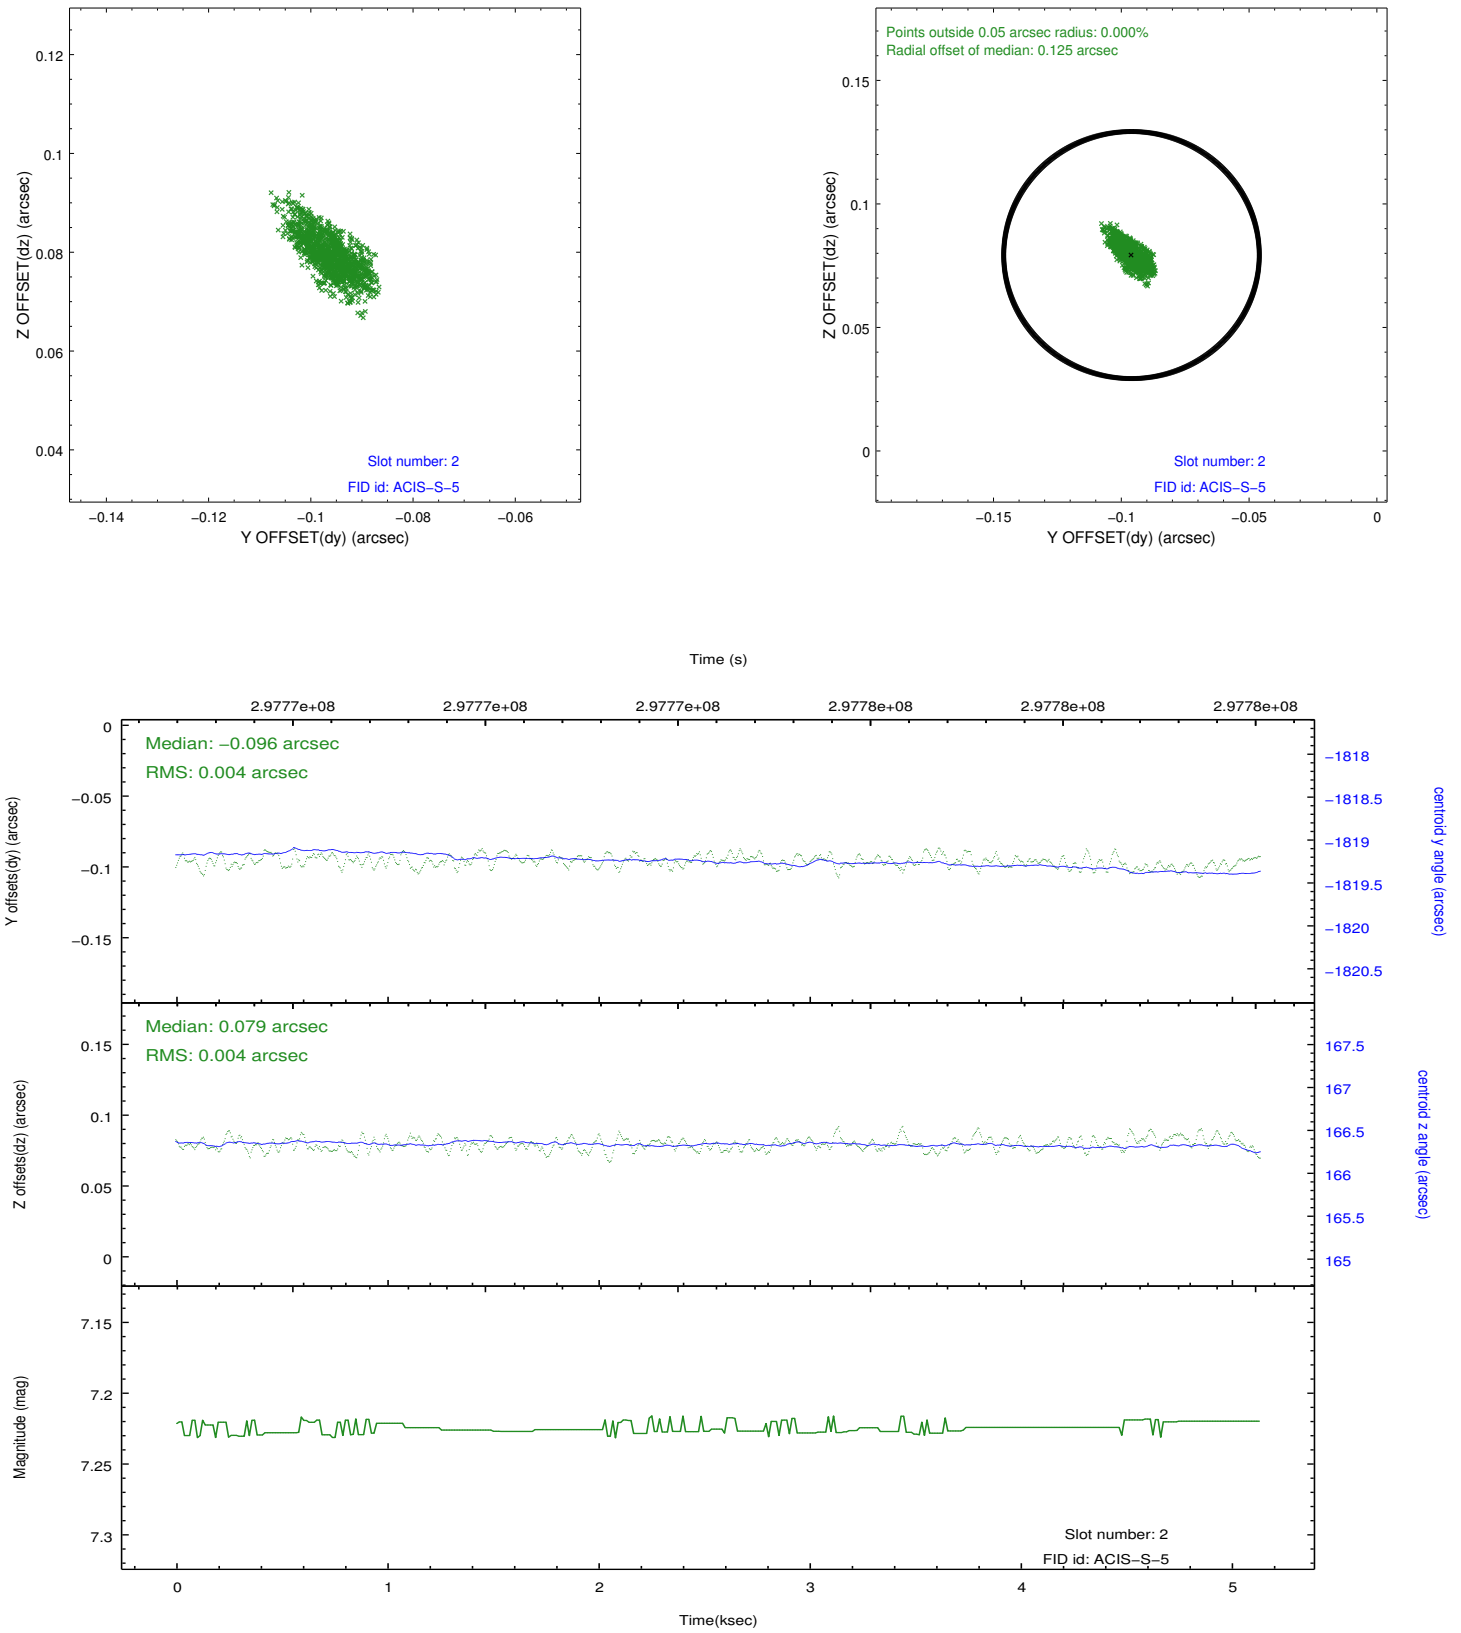 0.12
0.1
0.08
0.06
0.04
Z OFFSET(dz) (arcsec)
Slot number: 2
FID id: ACIS−S−5
−0.14
−0.12
−0.1
−0.08
−0.06
Y OFFSET(dy) (arcsec)
Points outside 0.05 arcsec radius: 0.000%
Radial offset of median: 0.125 arcsec
0.15
0.1
0.05
0
Z OFFSET(dz) (arcsec)
Slot number: 2
FID id: ACIS−S−5
−0.15
−0.1
−0.05
0
Y OFFSET(dy) (arcsec)
Time (s)
2.9777e+08
2.9777e+08
2.9777e+08
2.9778e+08
2.9778e+08
2.9778e+08
Median: −0.096 arcsec
RMS: 0.004 arcsec
0
−0.05
−0.1
−0.15
Y offsets(dy) (arcsec)
−1818
−1818.5
−1819
−1819.5
−1820
−1820.5
centroid y angle (arcsec)
Median: 0.079 arcsec
RMS: 0.004 arcsec
0.15
0.1
0.05
0
Z offsets(dz) (arcsec)
167.5
167
166.5
166
165.5
165
centroid z angle (arcsec)
7.15
7.2
7.25
7.3
Magnitude (mag)
Slot number: 2
FID id: ACIS−S−5
0
1
2
3
4
5
Time(ksec)